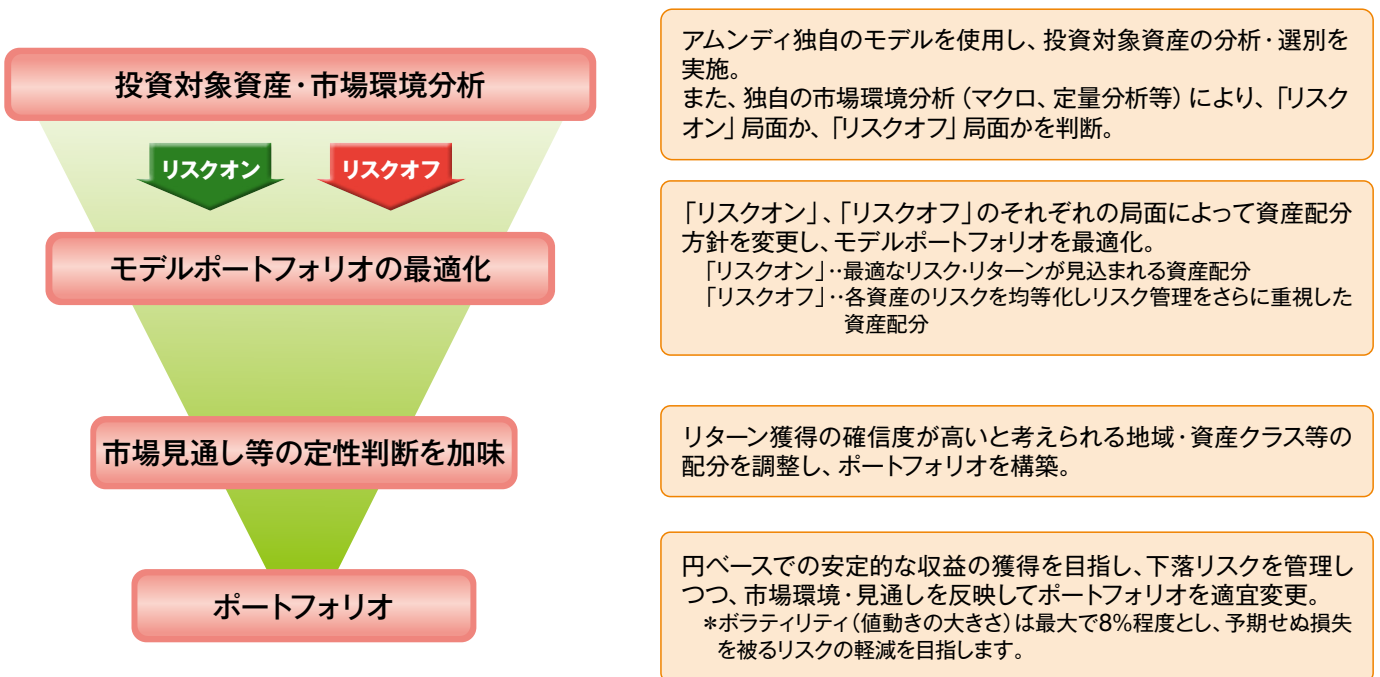 投資対象資産・市場環境分析
アムンディ独自のモデルを使用し、投資対象資産の分析・選別を
実施。
また、独自の市場環境分析（マクロ、定量分析等）により、「リスク
オン」局面か、「リスクオフ」局面かを判断。
リスクオン
リスクオフ
モデルポートフォリオの最適化
「リスクオン」、「リスクオフ」のそれぞれの局面によって資産配分
方針を変更し、モデルポートフォリオを最適化。
「リスクオン」‥最適なリスク・リターンが見込まれる資産配分
「リスクオフ」‥各資産のリスクを均等化しリスク管理をさらに重視した
資産配分
市場見通し等の定性判断を加味
リターン獲得の確信度が高いと考えられる地域・資産クラス等の
配分を調整し、ポートフォリオを構築。
ポートフォリオ
円ベースでの安定的な収益の獲得を目指し、下落リスクを管理し
つつ、市場環境・見通しを反映してポートフォリオを適宜変更。
＊ボラティリティ（値動きの大きさ）は最大で8%程度とし、予期せぬ損失
を被るリスクの軽減を目指します。